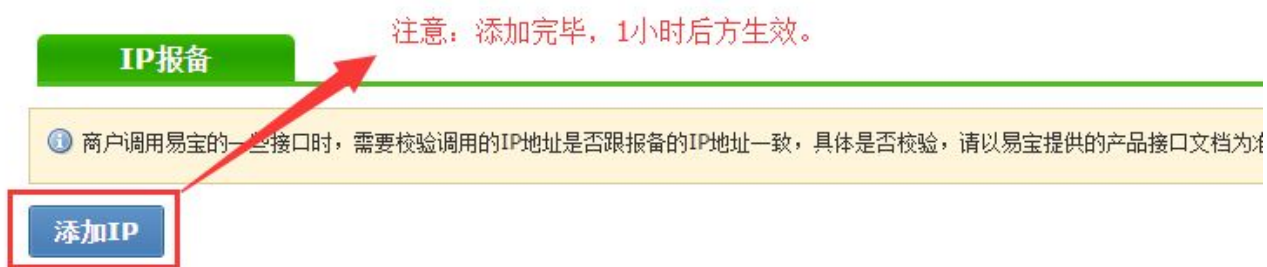 注意：添加完毕，1小时后方生效。
IP报备
商户调用易宝的一些接口时，需要校验调用的IP地址是否跟报备的IP地址一致，具体是否校验，请以易宝提供的产品接口文档为准
添加IP